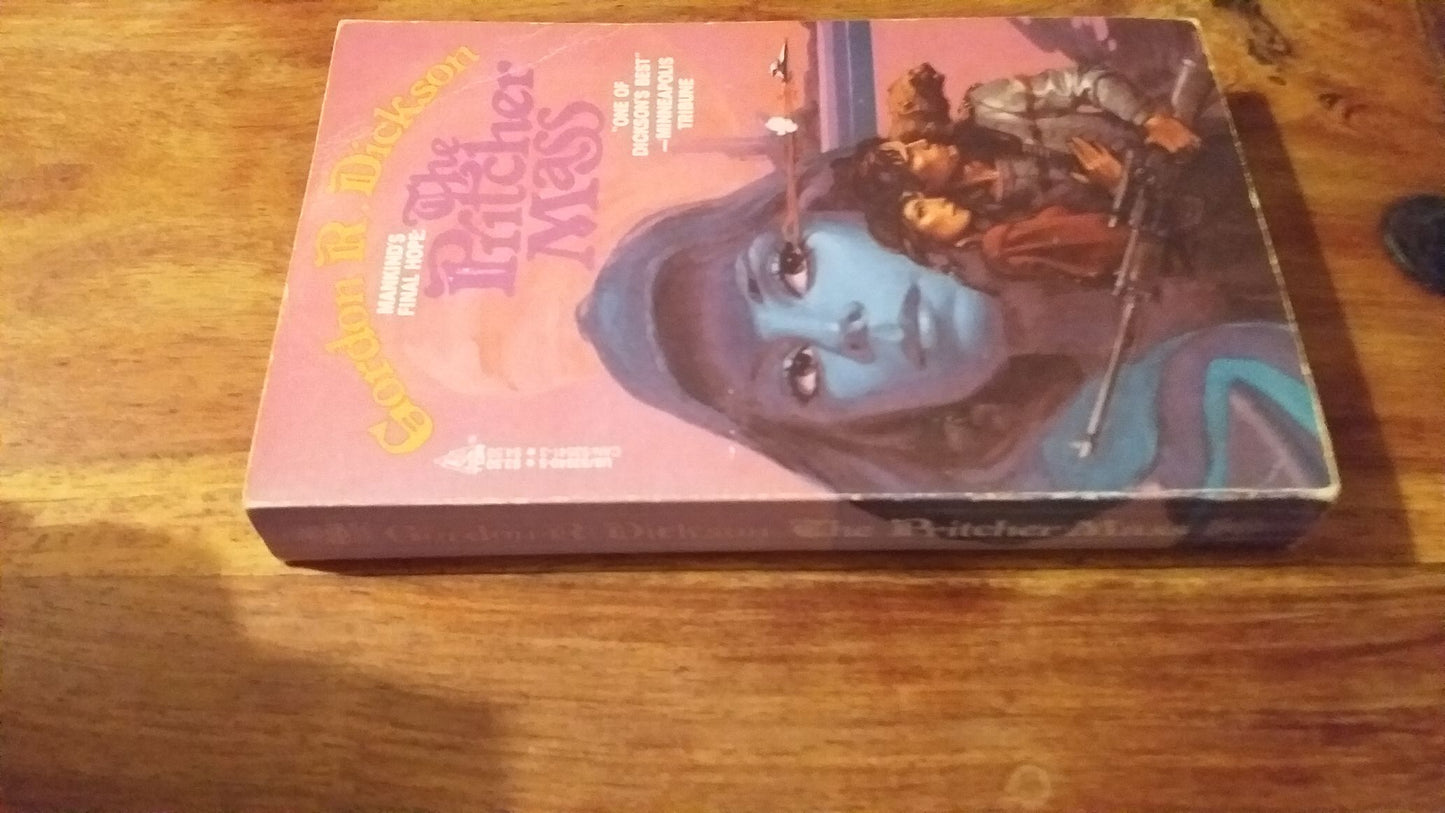 Gordon R. Dickson
MANKIND'S
FINAL HOPE:
The
Pritcher
Mass
"ONE OF
DICKSON'S BEST"
—MINNEAPOLIS
TRIBUNE
Gordon R. Dickson The Pritcher Mass